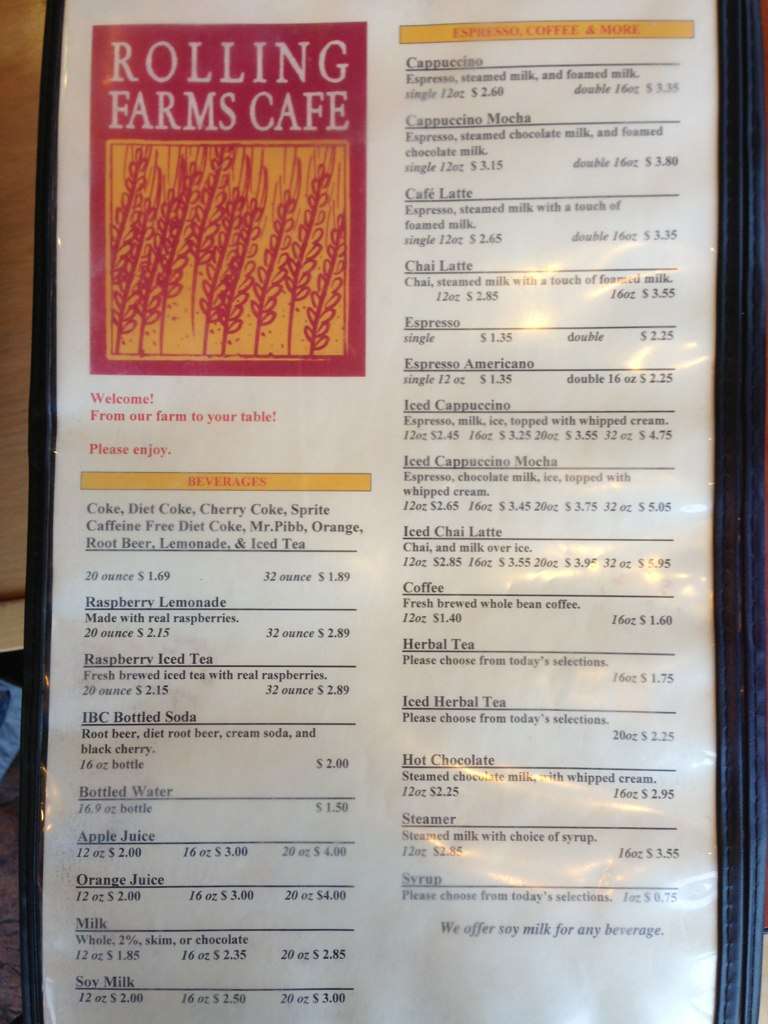 ROLLING
FARMS CAFE
Welcome!
From our farm to your table!
Please enjoy.
BEVERAGES
Coke, Diet Coke, Cherry Coke, Sprite
Caffeine Free Diet Coke, Mr.Pibb, Orange,
Root Beer, Lemonade, & Iced Tea
20 ounce $ 1.69 32 ounce $ 1.89
Raspberry Lemonade
Made with real raspberries.
20 ounce $ 2.15 32 ounce $ 2.89
Raspberry Iced Tea
Fresh brewed iced tea with real raspberries.
20 ounce $ 2.15 32 ounce $ 2.89
IBC Bottled Soda
Root beer, diet root beer, cream soda, and
black cherry.
16 oz bottle $ 2.00
Bottled Water
16.9 oz bottle $ 1.50
Apple Juice
12 oz $ 2.00 16 oz $ 3.00 20 oz $ 4.00
Orange Juice
12 oz $ 2.00 16 oz $ 3.00 20 oz $4.00
Milk
Whole, 2%, skim, or chocolate
12 oz $ 1.85 16 oz $ 2.35 20 oz $ 2.85
Soy Milk
12 oz $ 2.00 16 oz $ 2.50 20 oz $ 3.00
ESPRESSO, COFFEE & MORE
Cappuccino
Espresso, steamed milk, and foamed milk.
single 12oz $ 2.60 double 16oz $ 3.35
Cappuccino Mocha
Espresso, steamed chocolate milk, and foamed
chocolate milk.
single 12oz $ 3.15 double 16oz $ 3.80
Café Latte
Espresso, steamed milk with a touch of
foamed milk.
single 12oz $ 2.65 double 16oz $ 3.35
Chai Latte
Chai, steamed milk with a touch of foamed milk.
12oz $ 2.85 16oz $ 3.55
Espresso
single $ 1.35 double $ 2.25
Espresso Americano
single 12 oz $ 1.35 double 16 oz $ 2.25
Iced Cappuccino
Espresso, milk, ice, topped with whipped cream.
12oz $2.45 16oz $ 3.25 20oz $ 3.55 32 oz $ 4.75
Iced Cappuccino Mocha
Espresso, chocolate milk, ice, topped with
whipped cream.
12oz $2.65 16oz $ 3.45 20oz $ 3.75 32 oz $ 5.05
Iced Chai Latte
Chai, and milk over ice.
12oz $2.85 16oz $ 3.55 20oz $ 3.95 32 oz $ 5.95
Coffee
Fresh brewed whole bean coffee.
12oz $1.40 16oz $ 1.60
Herbal Tea
Please choose from today's selections.
16oz $ 1.75
Iced Herbal Tea
Please choose from today's selections.
20oz $ 2.25
Hot Chocolate
Steamed chocolate milk, with whipped cream.
12oz $2.25 16oz $ 2.95
Steamer
Steamed milk with choice of syrup.
12oz $2.85 16oz $ 3.55
Syrup
Please choose from today's selections. 1oz $ 0.75
We offer soy milk for any beverage.